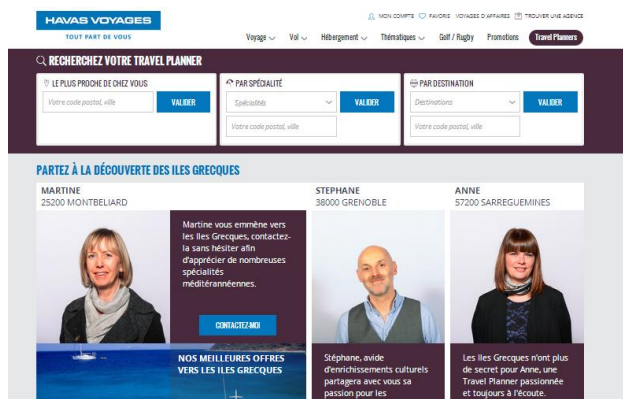 HAVAS VOYAGES
TOUT PART DE VOUS
MON COMPTE FAVORIS VOYAGES D'AFFAIRES TROUVER UNE AGENCE
Voyage Vol Hébergement Thématiques Golf / Rugby Promotions Travel Planners
RECHERCHEZ VOTRE TRAVEL PLANNER
LE PLUS PROCHE DE CHEZ VOUS
Votre code postal, ville VALIDER
PAR SPÉCIALITÉ
Spécialités VALIDER
Votre code postal, ville
PAR DESTINATION
Destinations VALIDER
Votre code postal, ville
PARTEZ À LA DÉCOUVERTE DES ILES GRECQUES
MARTINE
25200 MONTBELIARD
Martine vous emmène vers
les Iles Grecques, contactez-
la sans hésiter afin
d'apprécier de nombreuses
spécialités
méditérannéennes.
CONTACTEZ-MOI
NOS MEILLEURES OFFRES
VERS LES ILES GRECQUES
STEPHANE
38000 GRENOBLE
Stéphane, avide
d'enrichissements culturels
partagera avec vous sa
passion pour les
ANNE
57200 SARREGUEMINES
Les Iles Grecques n'ont plus
de secret pour Anne, une
Travel Planner passionnée
et toujours à l'écoute.